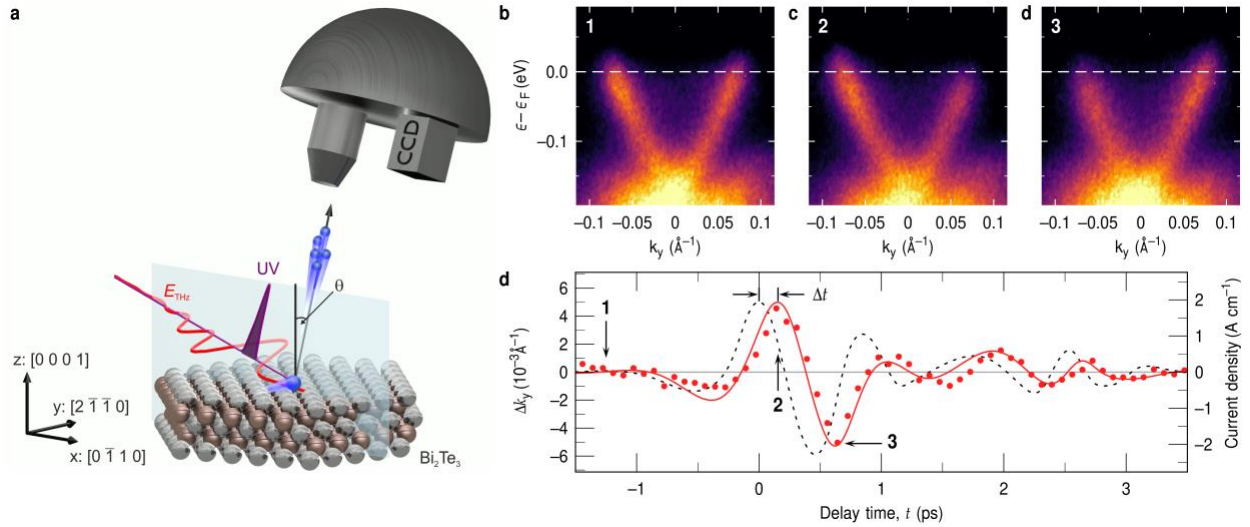 a
CCD
UV
θ
E_THz
z: [0 0 0 1]
y: [2 1̅ 1̅ 0]
x: [0 1̅ 1 0]
Bi₂Te₃
b
c
d
1
2
3
ϵ − ϵ_F (eV)
0.0
−0.1
−0.1 −0.05 0 0.05 0.1
−0.1 −0.05 0 0.05 0.1
−0.1 −0.05 0 0.05 0.1
k_y (Å⁻¹)
k_y (Å⁻¹)
k_y (Å⁻¹)
d
Δk_y (10⁻³Å⁻¹)
6
4
2
0
−2
−4
−6
1
Δt
2
3
2
1
0
−1
−2
Current density (A cm⁻¹)
−1 0 1 2 3
Delay time, t (ps)